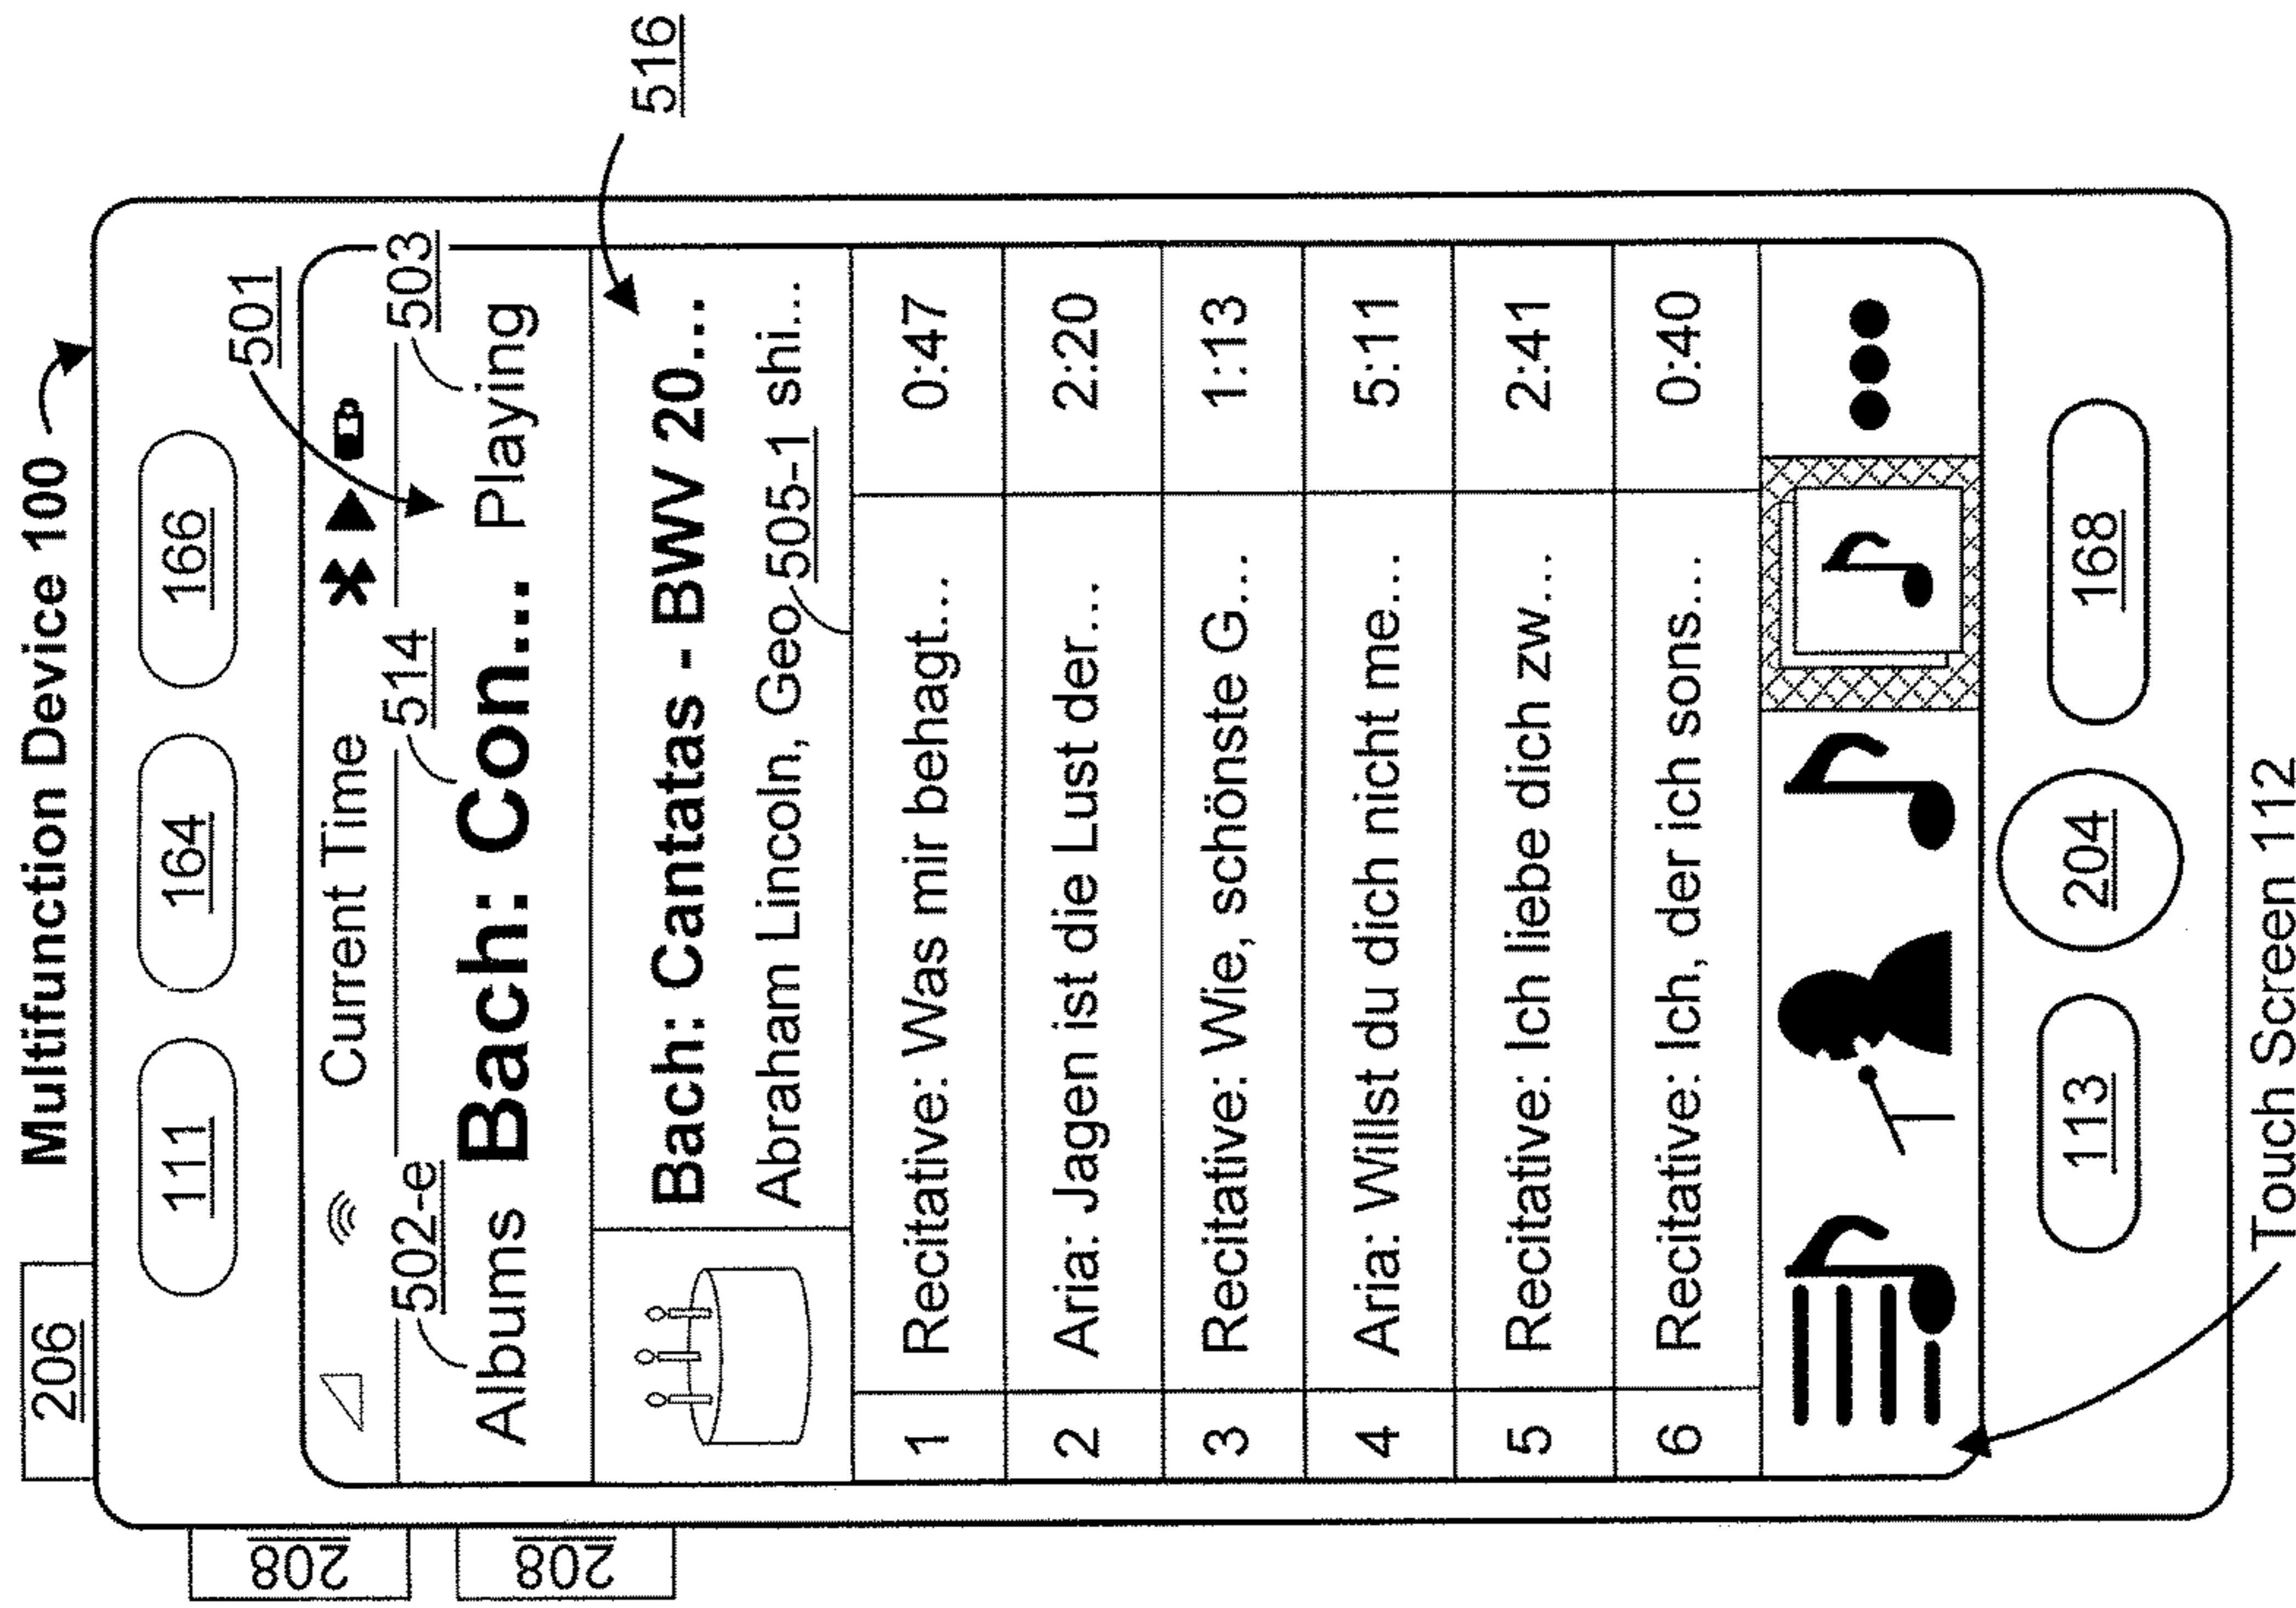 Multifunction Device 100
206
111
164
166
501
Current Time
502-e
514
503
Albums
Bach: Con...
Playing
516
Bach: Cantatas - BWV 20...
Abraham Lincoln, Geo
505-1
shi...
1 Recitative: Was mir behagt... 0:47
2 Aria: Jagen ist die Lust der... 2:20
3 Recitative: Wie, schönste G... 1:13
4 Aria: Willst du dich nicht me... 5:11
5 Recitative: Ich liebe dich zw... 2:41
6 Recitative: Ich, der ich sons... 0:40
208
208
113
204
168
Touch Screen 112